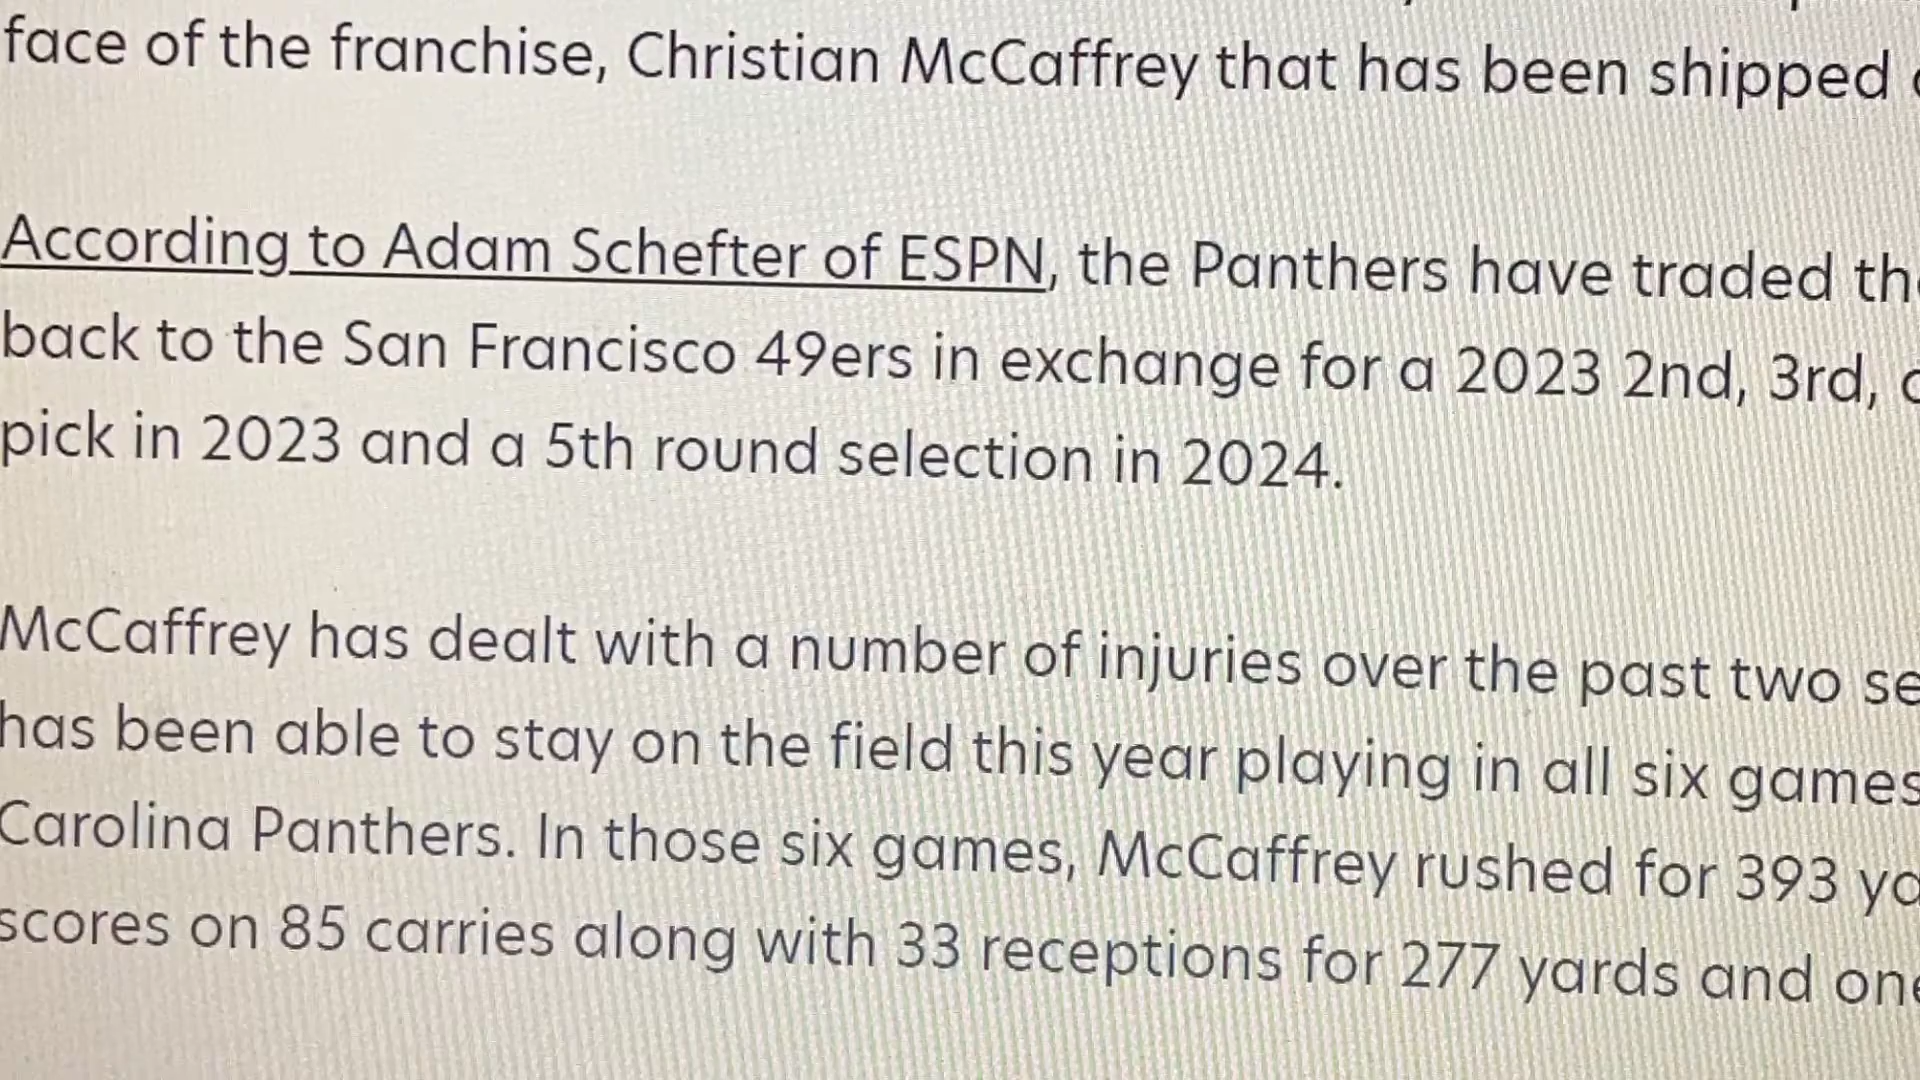 face of the franchise, Christian McCaffrey that has been shipped
According to Adam Schefter of ESPN, the Panthers have traded
back to the San Francisco 49ers in exchange for a 2023 2nd, 3rd,
pick in 2023 and a 5th round selection in 2024.
McCaffrey has dealt with a number of injuries over the past two
has been able to stay on the field this year playing in all six games
Carolina Panthers. In those six games, McCaffrey rushed for 393
scores on 85 carries along with 33 receptions for 277 yards and